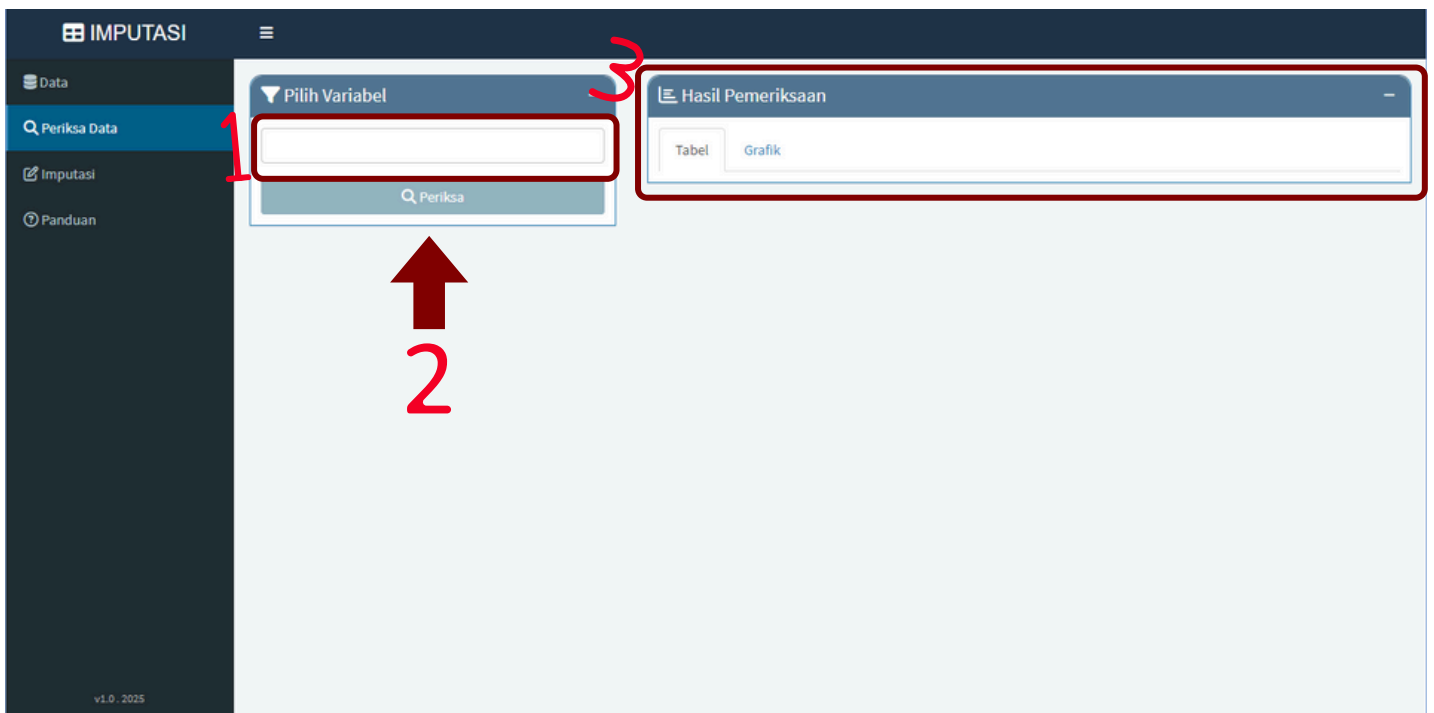 IMPUTASI
Data
Periksa Data
Imputasi
Panduan
v1.0 . 2025
1
Pilih Variabel
Periksa
2
3
Hasil Pemeriksaan
Tabel Grafik